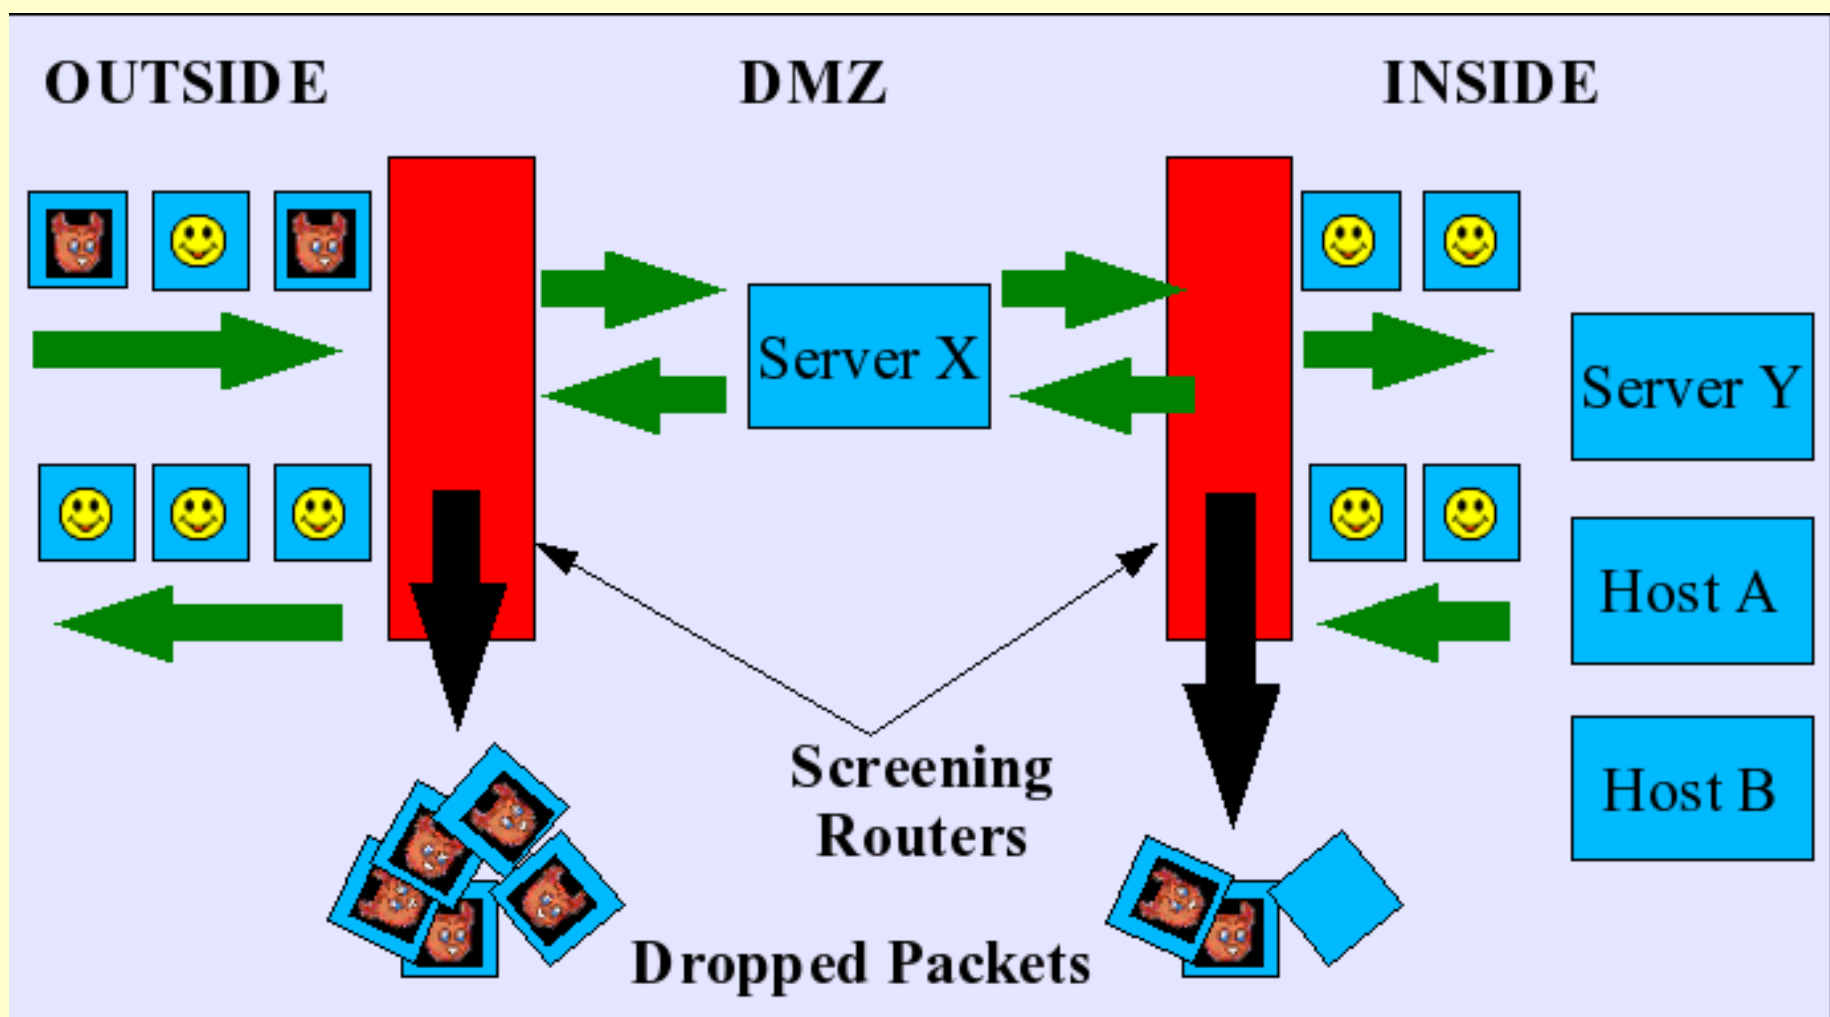 OUTSIDE
DMZ
INSIDE
Server X
Server Y
Host A
Host B
Screening
Routers
Dropped Packets